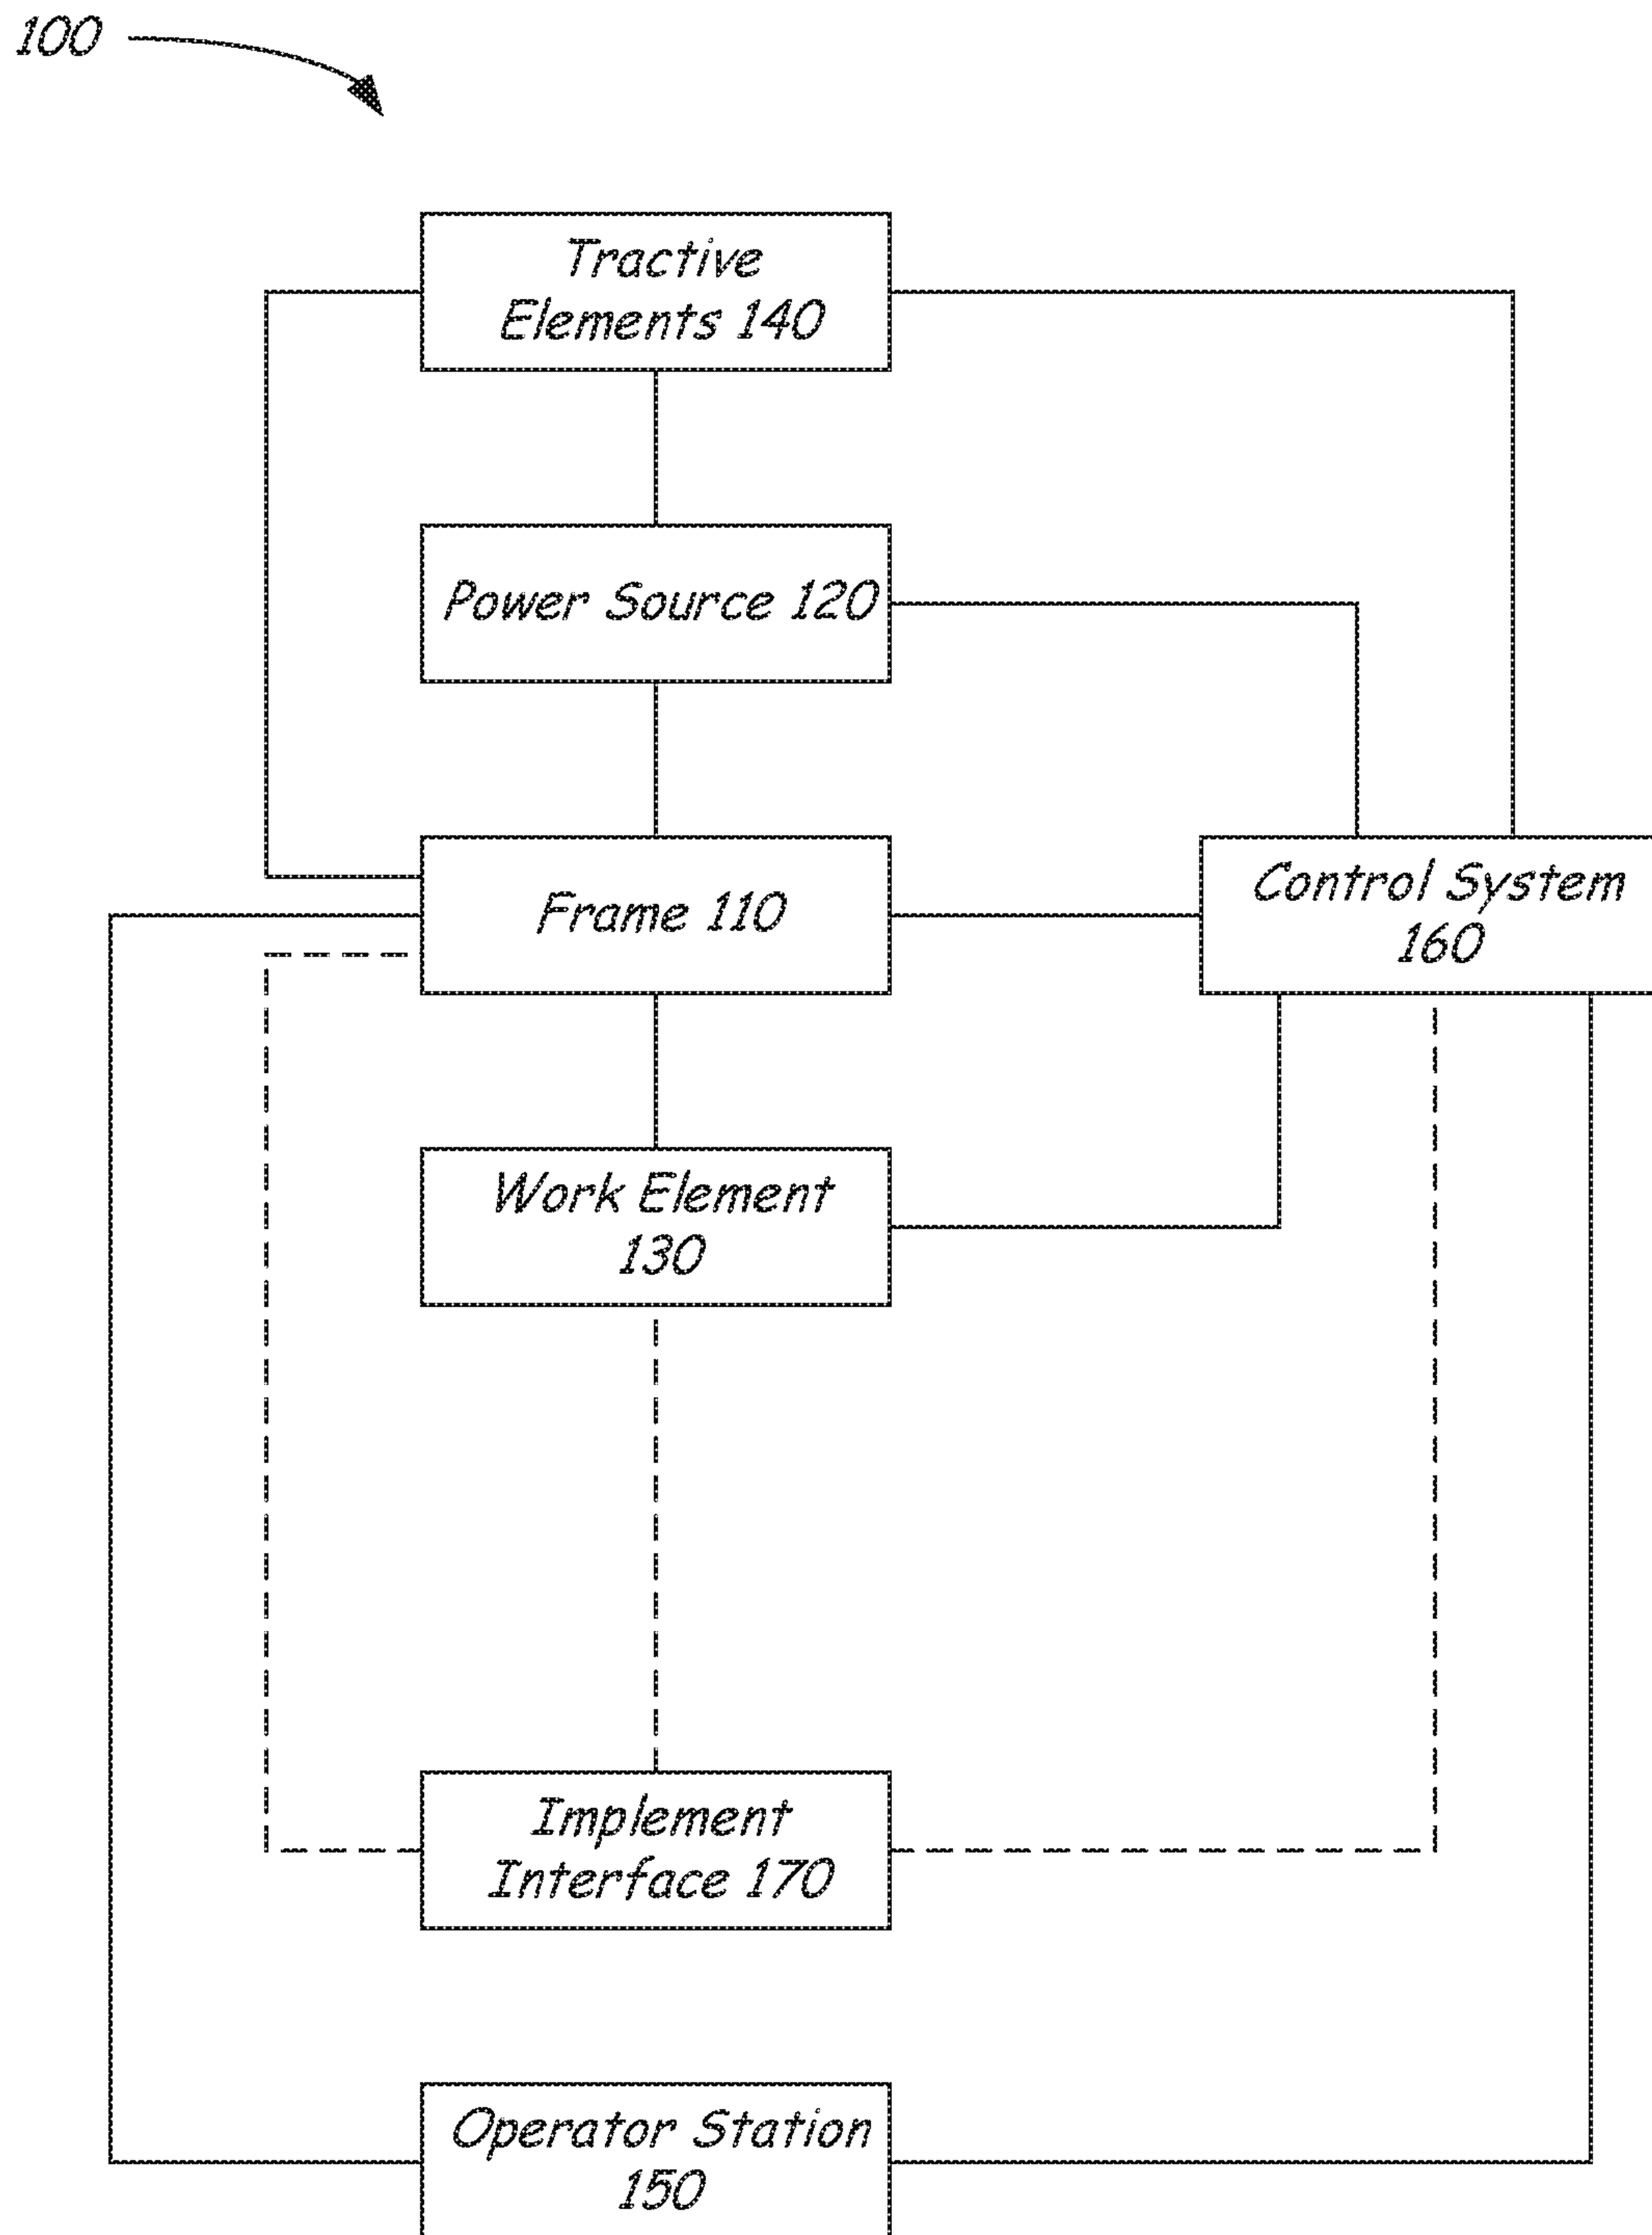 100
Tractive
Elements 140
Power Source 120
Frame 110
Control System
160
Work Element
130
Implement
Interface 170
Operator Station
150